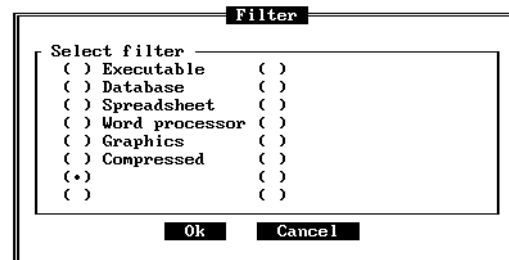 Filter
Select filter
( ) Executable ( )
( ) Database ( )
( ) Spreadsheet ( )
( ) Word processor ( )
( ) Graphics ( )
( ) Compressed ( )
(•) ( )
( ) ( )
Ok Cancel